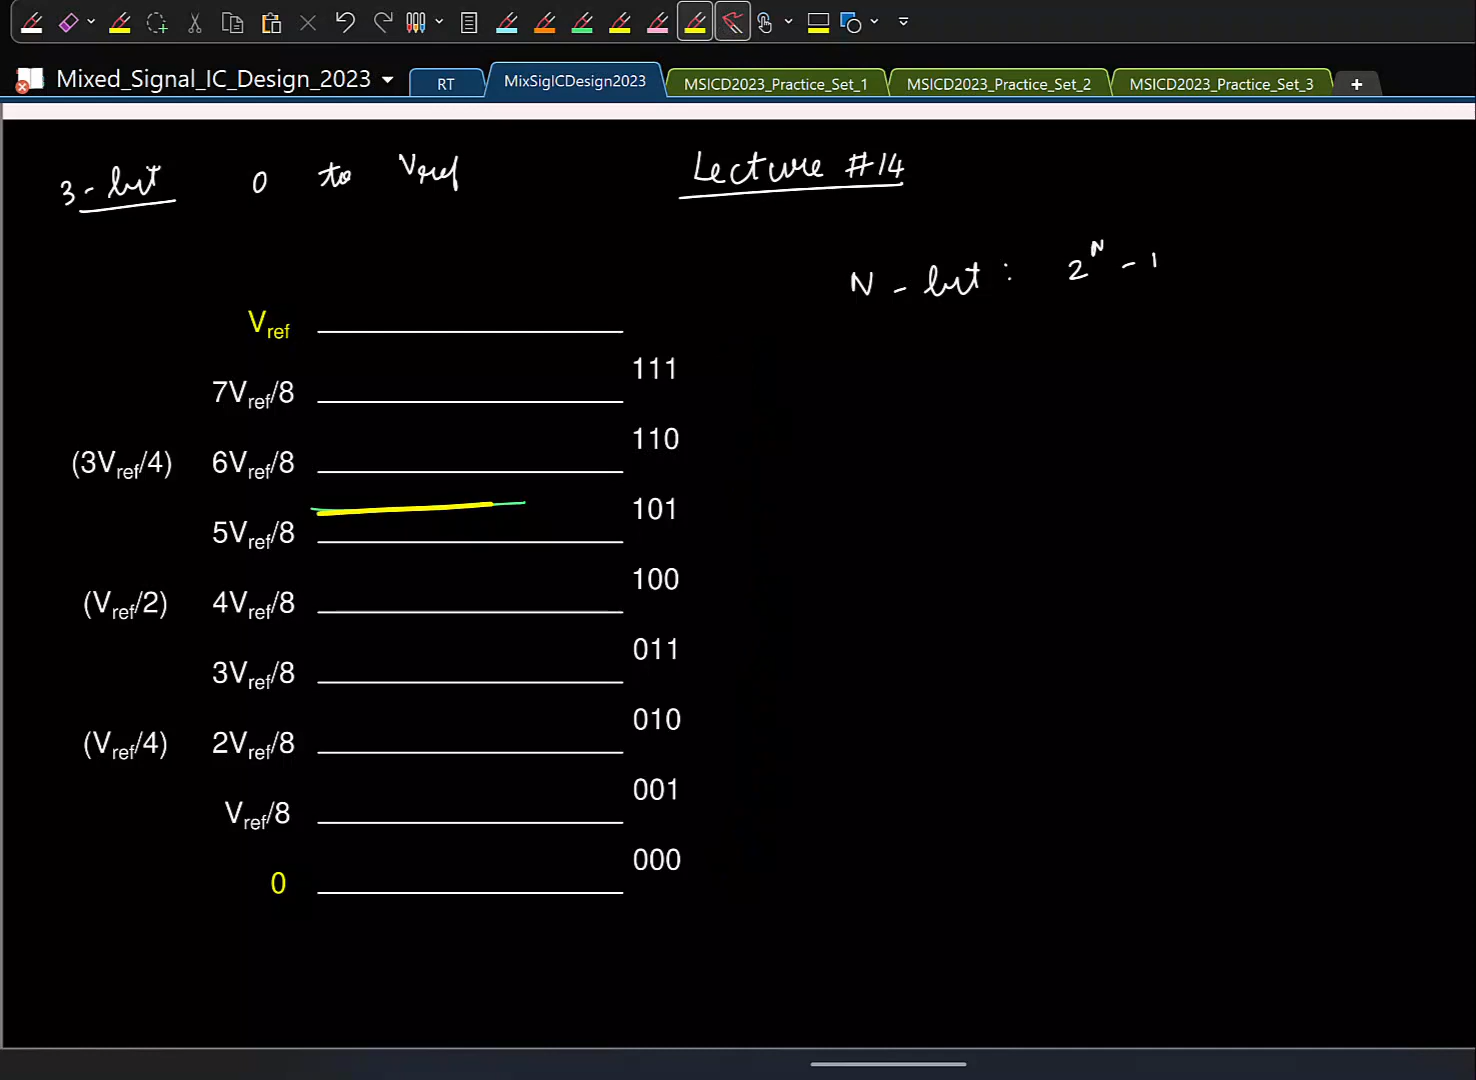 Mixed_Signal_IC_Design_2023
RT
MixSigICDesign2023
MSICD2023_Practice_Set_1
MSICD2023_Practice_Set_2
MSICD2023_Practice_Set_3
3-bit 0 to Vref
Lecture #14
N-bit: 2^N - 1
Vref
111
7Vref/8
110
(3Vref/4) 6Vref/8
101
5Vref/8
100
(Vref/2) 4Vref/8
011
3Vref/8
010
(Vref/4) 2Vref/8
001
Vref/8
000
0